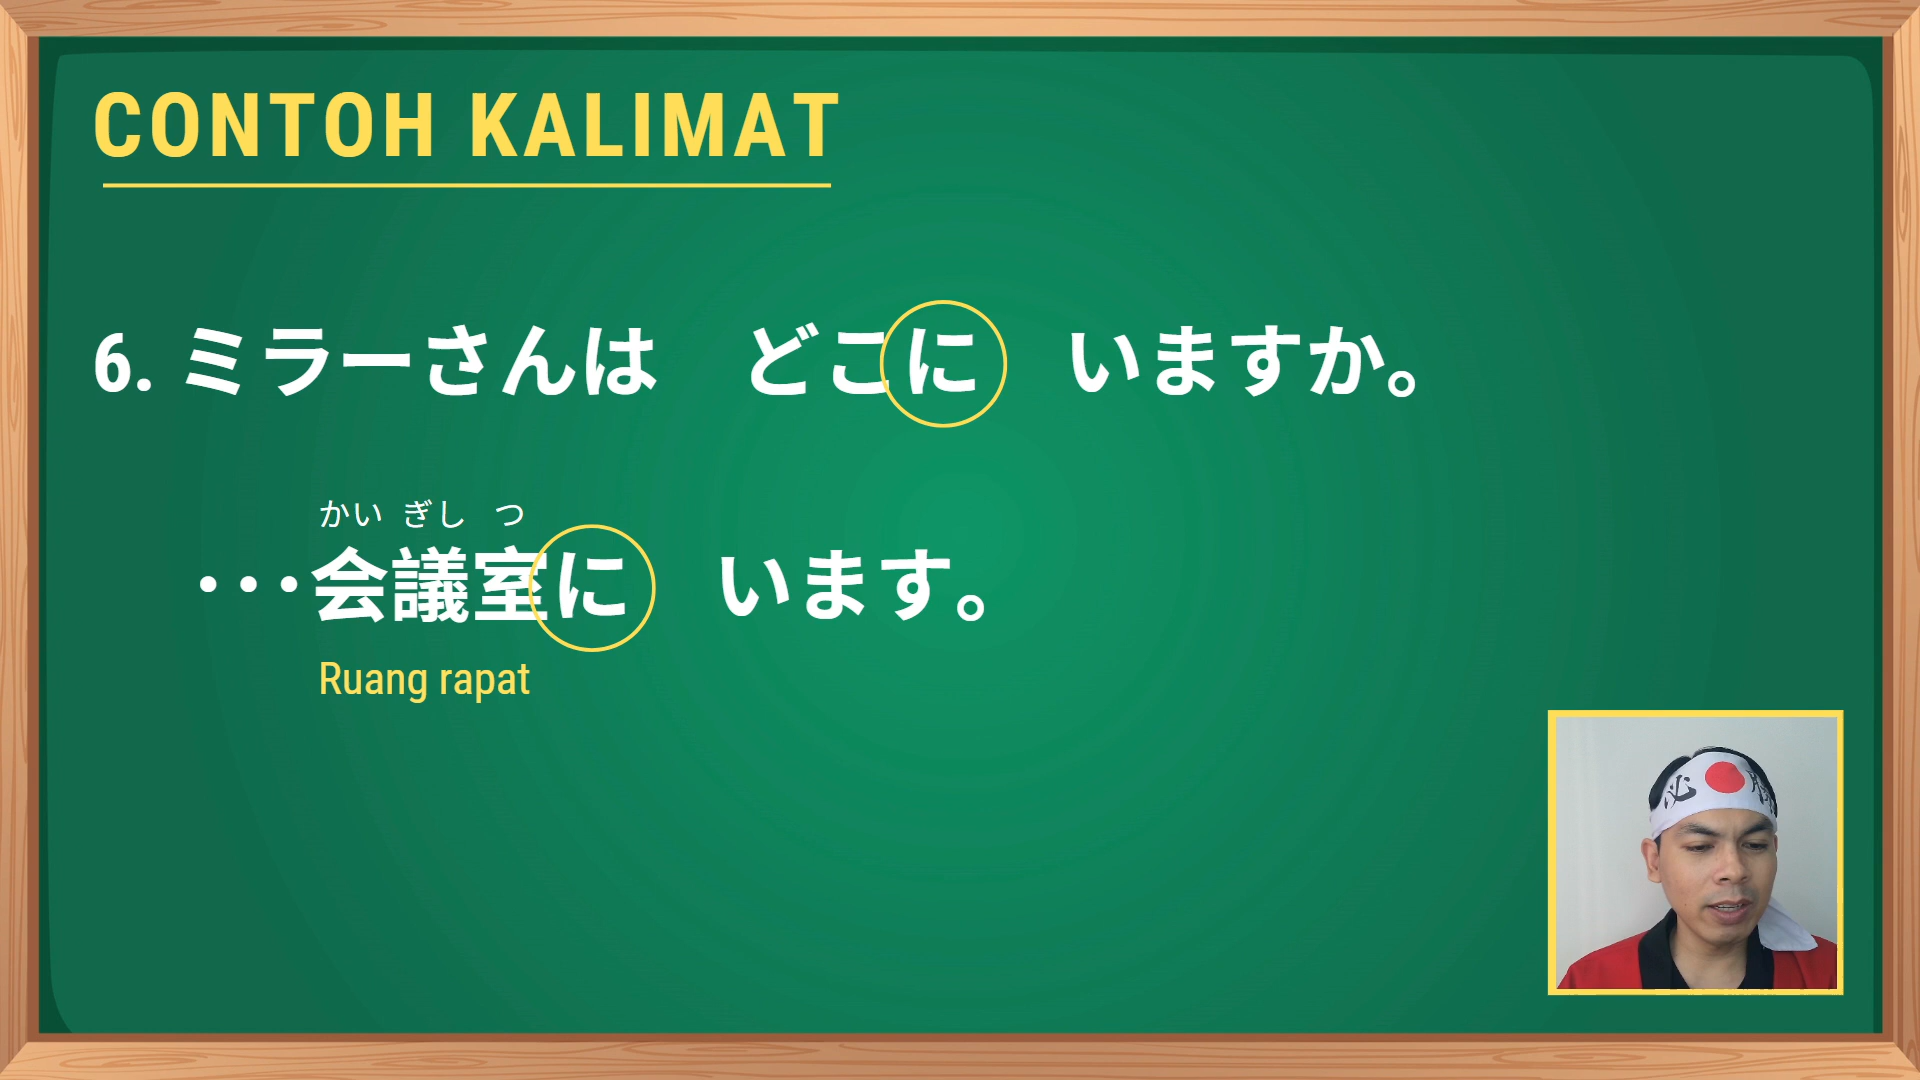 CONTOH KALIMAT
6. ミラーさんは　どこに　いますか。
かい ぎし つ
・・・会議室に　います。
Ruang rapat
必